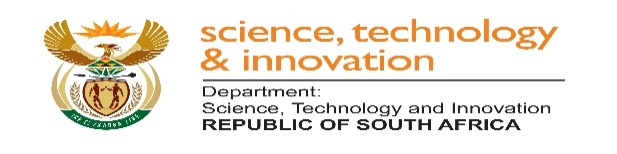 science, technology
& innovation
Department:
Science, Technology and Innovation
REPUBLIC OF SOUTH AFRICA